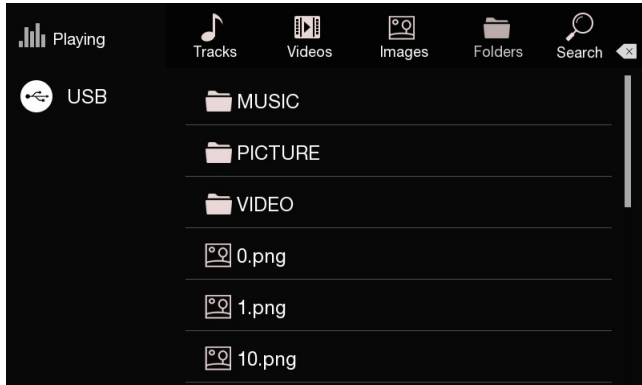 Playing
Tracks
Videos
Images
Folders
Search
USB
MUSIC
PICTURE
VIDEO
0.png
1.png
10.png